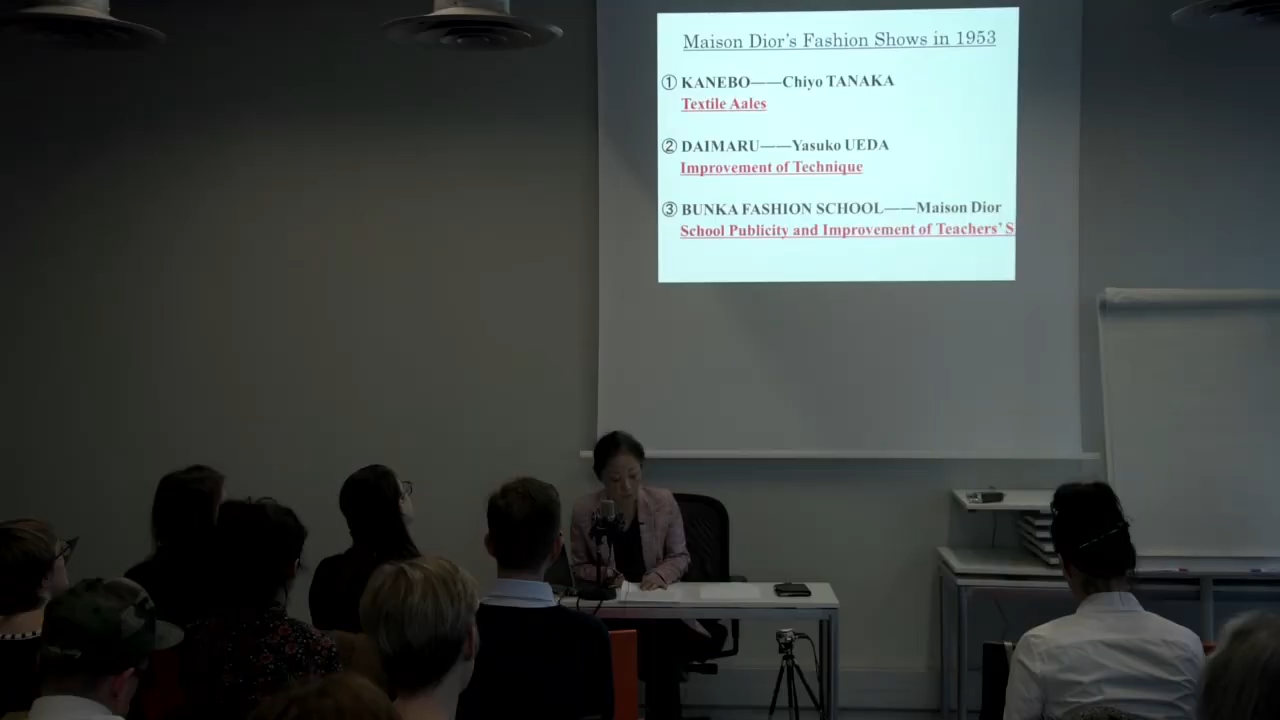 Maison Dior's Fashion Shows in 1953
① KANEBO——Chiyo TANAKA
Textile Aales
② DAIMARU——Yasuko UEDA
Improvement of Technique
③ BUNKA FASHION SCHOOL——Maison Dior
School Publicity and Improvement of Teachers' S